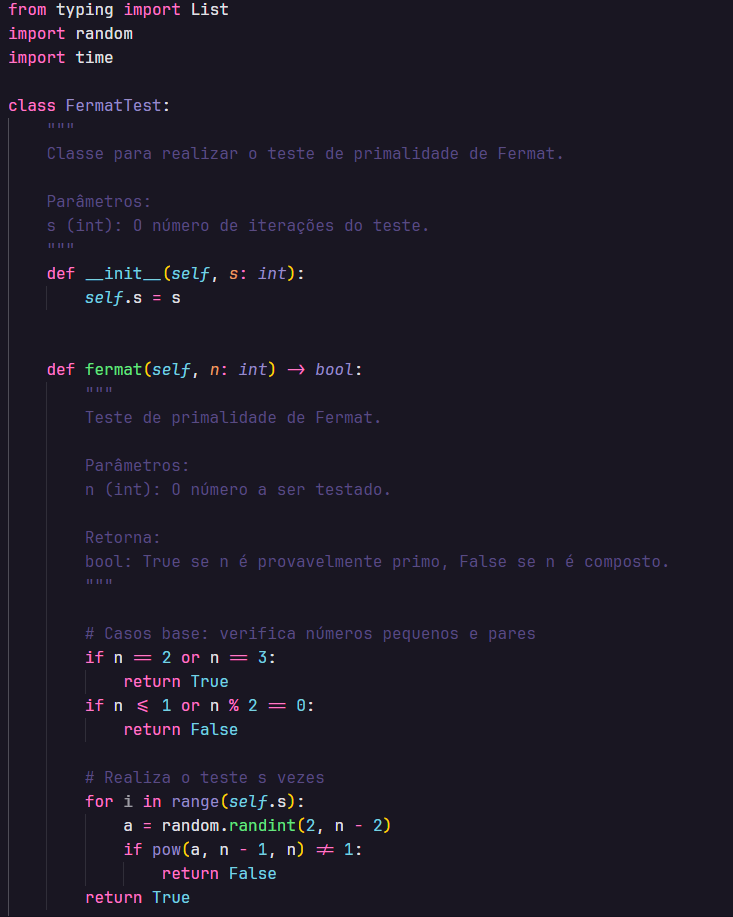 from typing import List
import random
import time
class FermatTest:
    """
    Classe para realizar o teste de primalidade de Fermat.
    Parâmetros:
    s (int): O número de iterações do teste.
    """
    def __init__(self, s: int):
        self.s = s
    def fermat(self, n: int) -> bool:
        """
        Teste de primalidade de Fermat.
        Parâmetros:
        n (int): O número a ser testado.
        Retorna:
        bool: True se n é provavelmente primo, False se n é composto.
        """
        # Casos base: verifica números pequenos e pares
        if n == 2 or n == 3:
            return True
        if n <= 1 or n % 2 == 0:
            return False
        # Realiza o teste s vezes
        for i in range(self.s):
            a = random.randint(2, n - 2)
            if pow(a, n - 1, n) != 1:
                return False
        return True